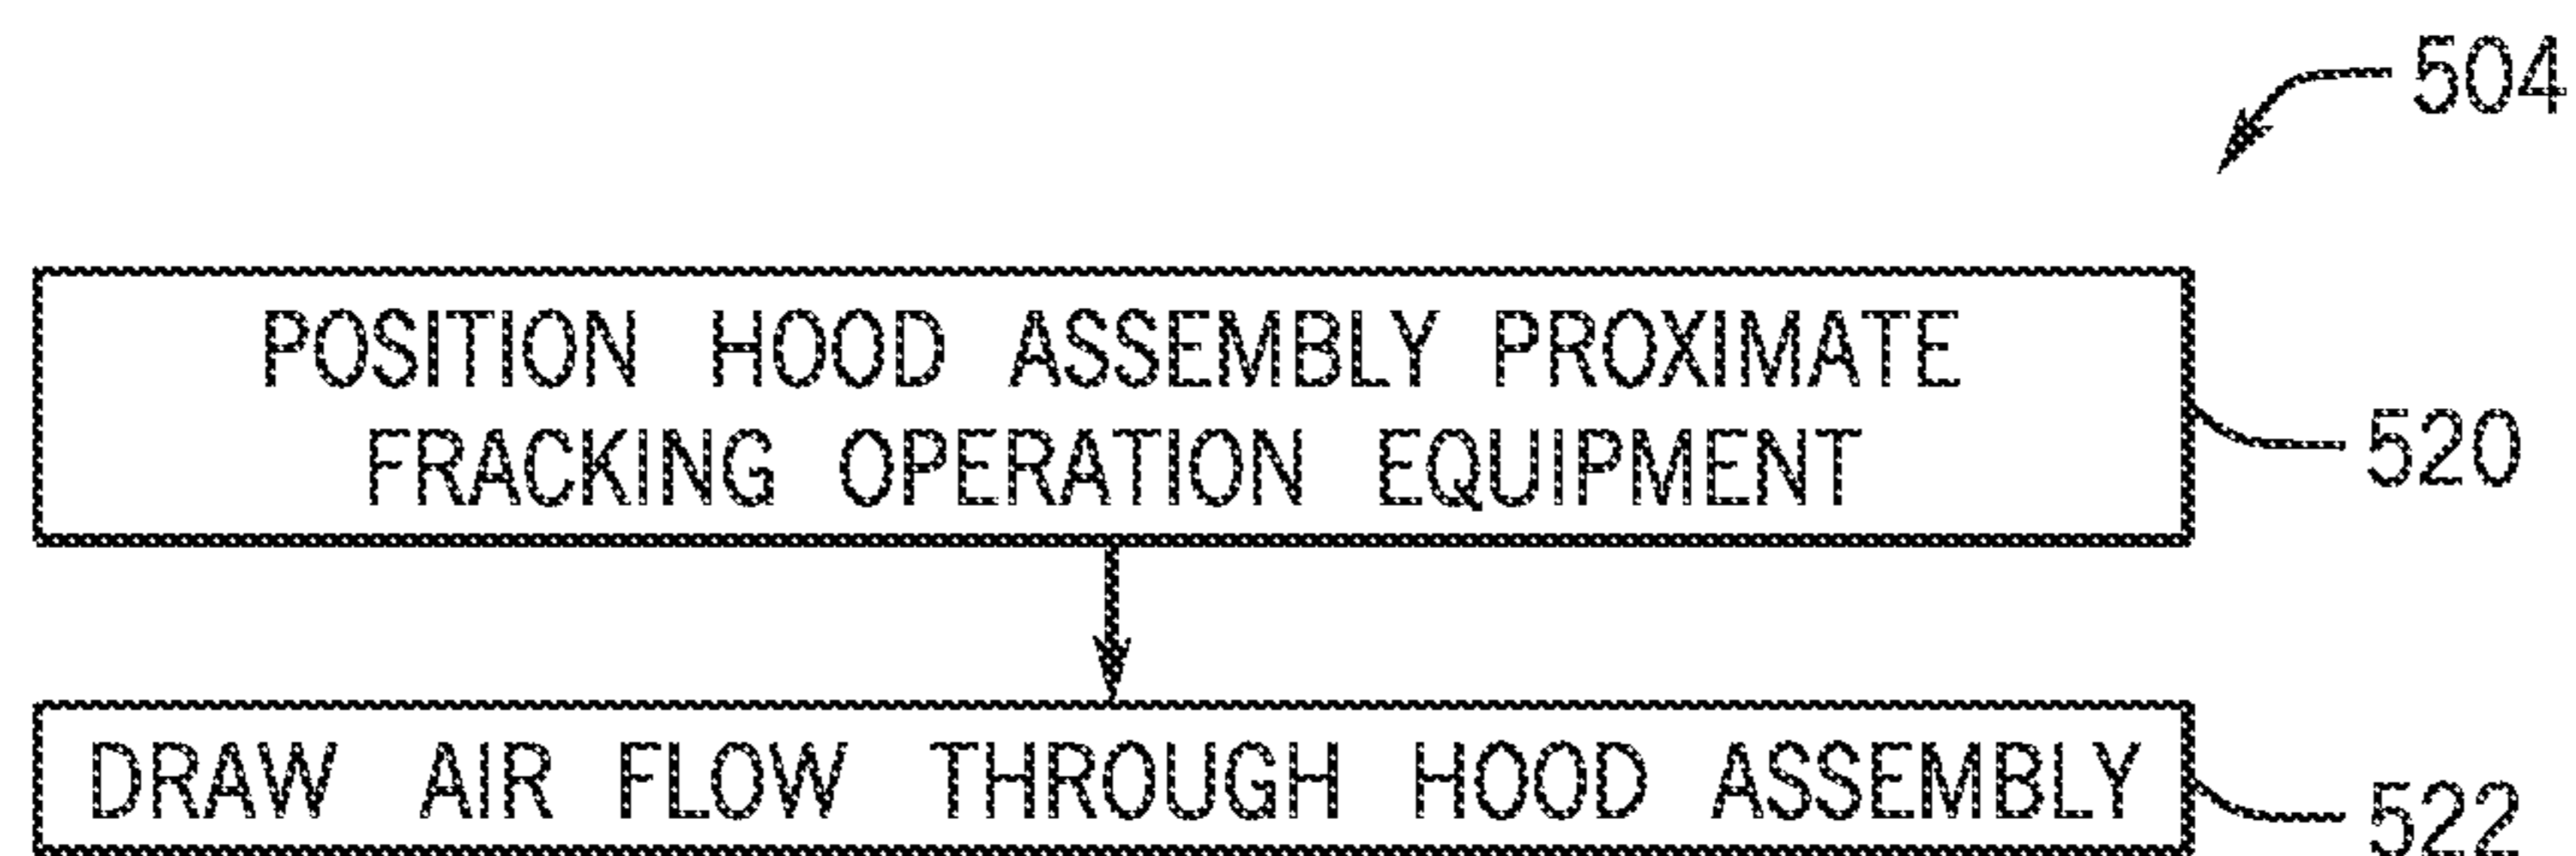 504
POSITION HOOD ASSEMBLY PROXIMATE
FRACKING OPERATION EQUIPMENT
520
DRAW AIR FLOW THROUGH HOOD ASSEMBLY
522